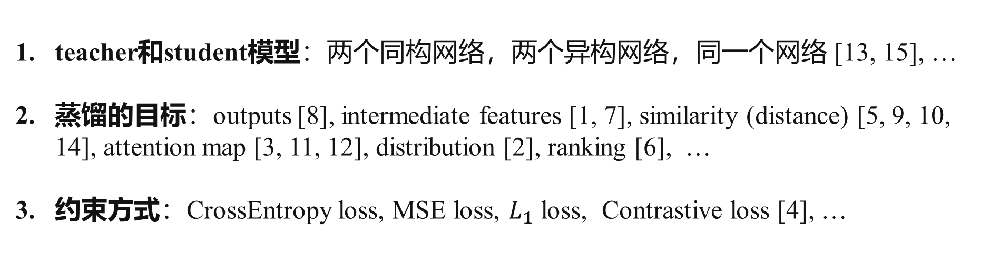 1. teacher和student模型：两个同构网络，两个异构网络，同一个网络 [13, 15], …
2. 蒸馏的目标：outputs [8], intermediate features [1, 7], similarity (distance) [5, 9, 10,
14], attention map [3, 11, 12], distribution [2], ranking [6], …
3. 约束方式：CrossEntropy loss, MSE loss, L₁ loss, Contrastive loss [4], …